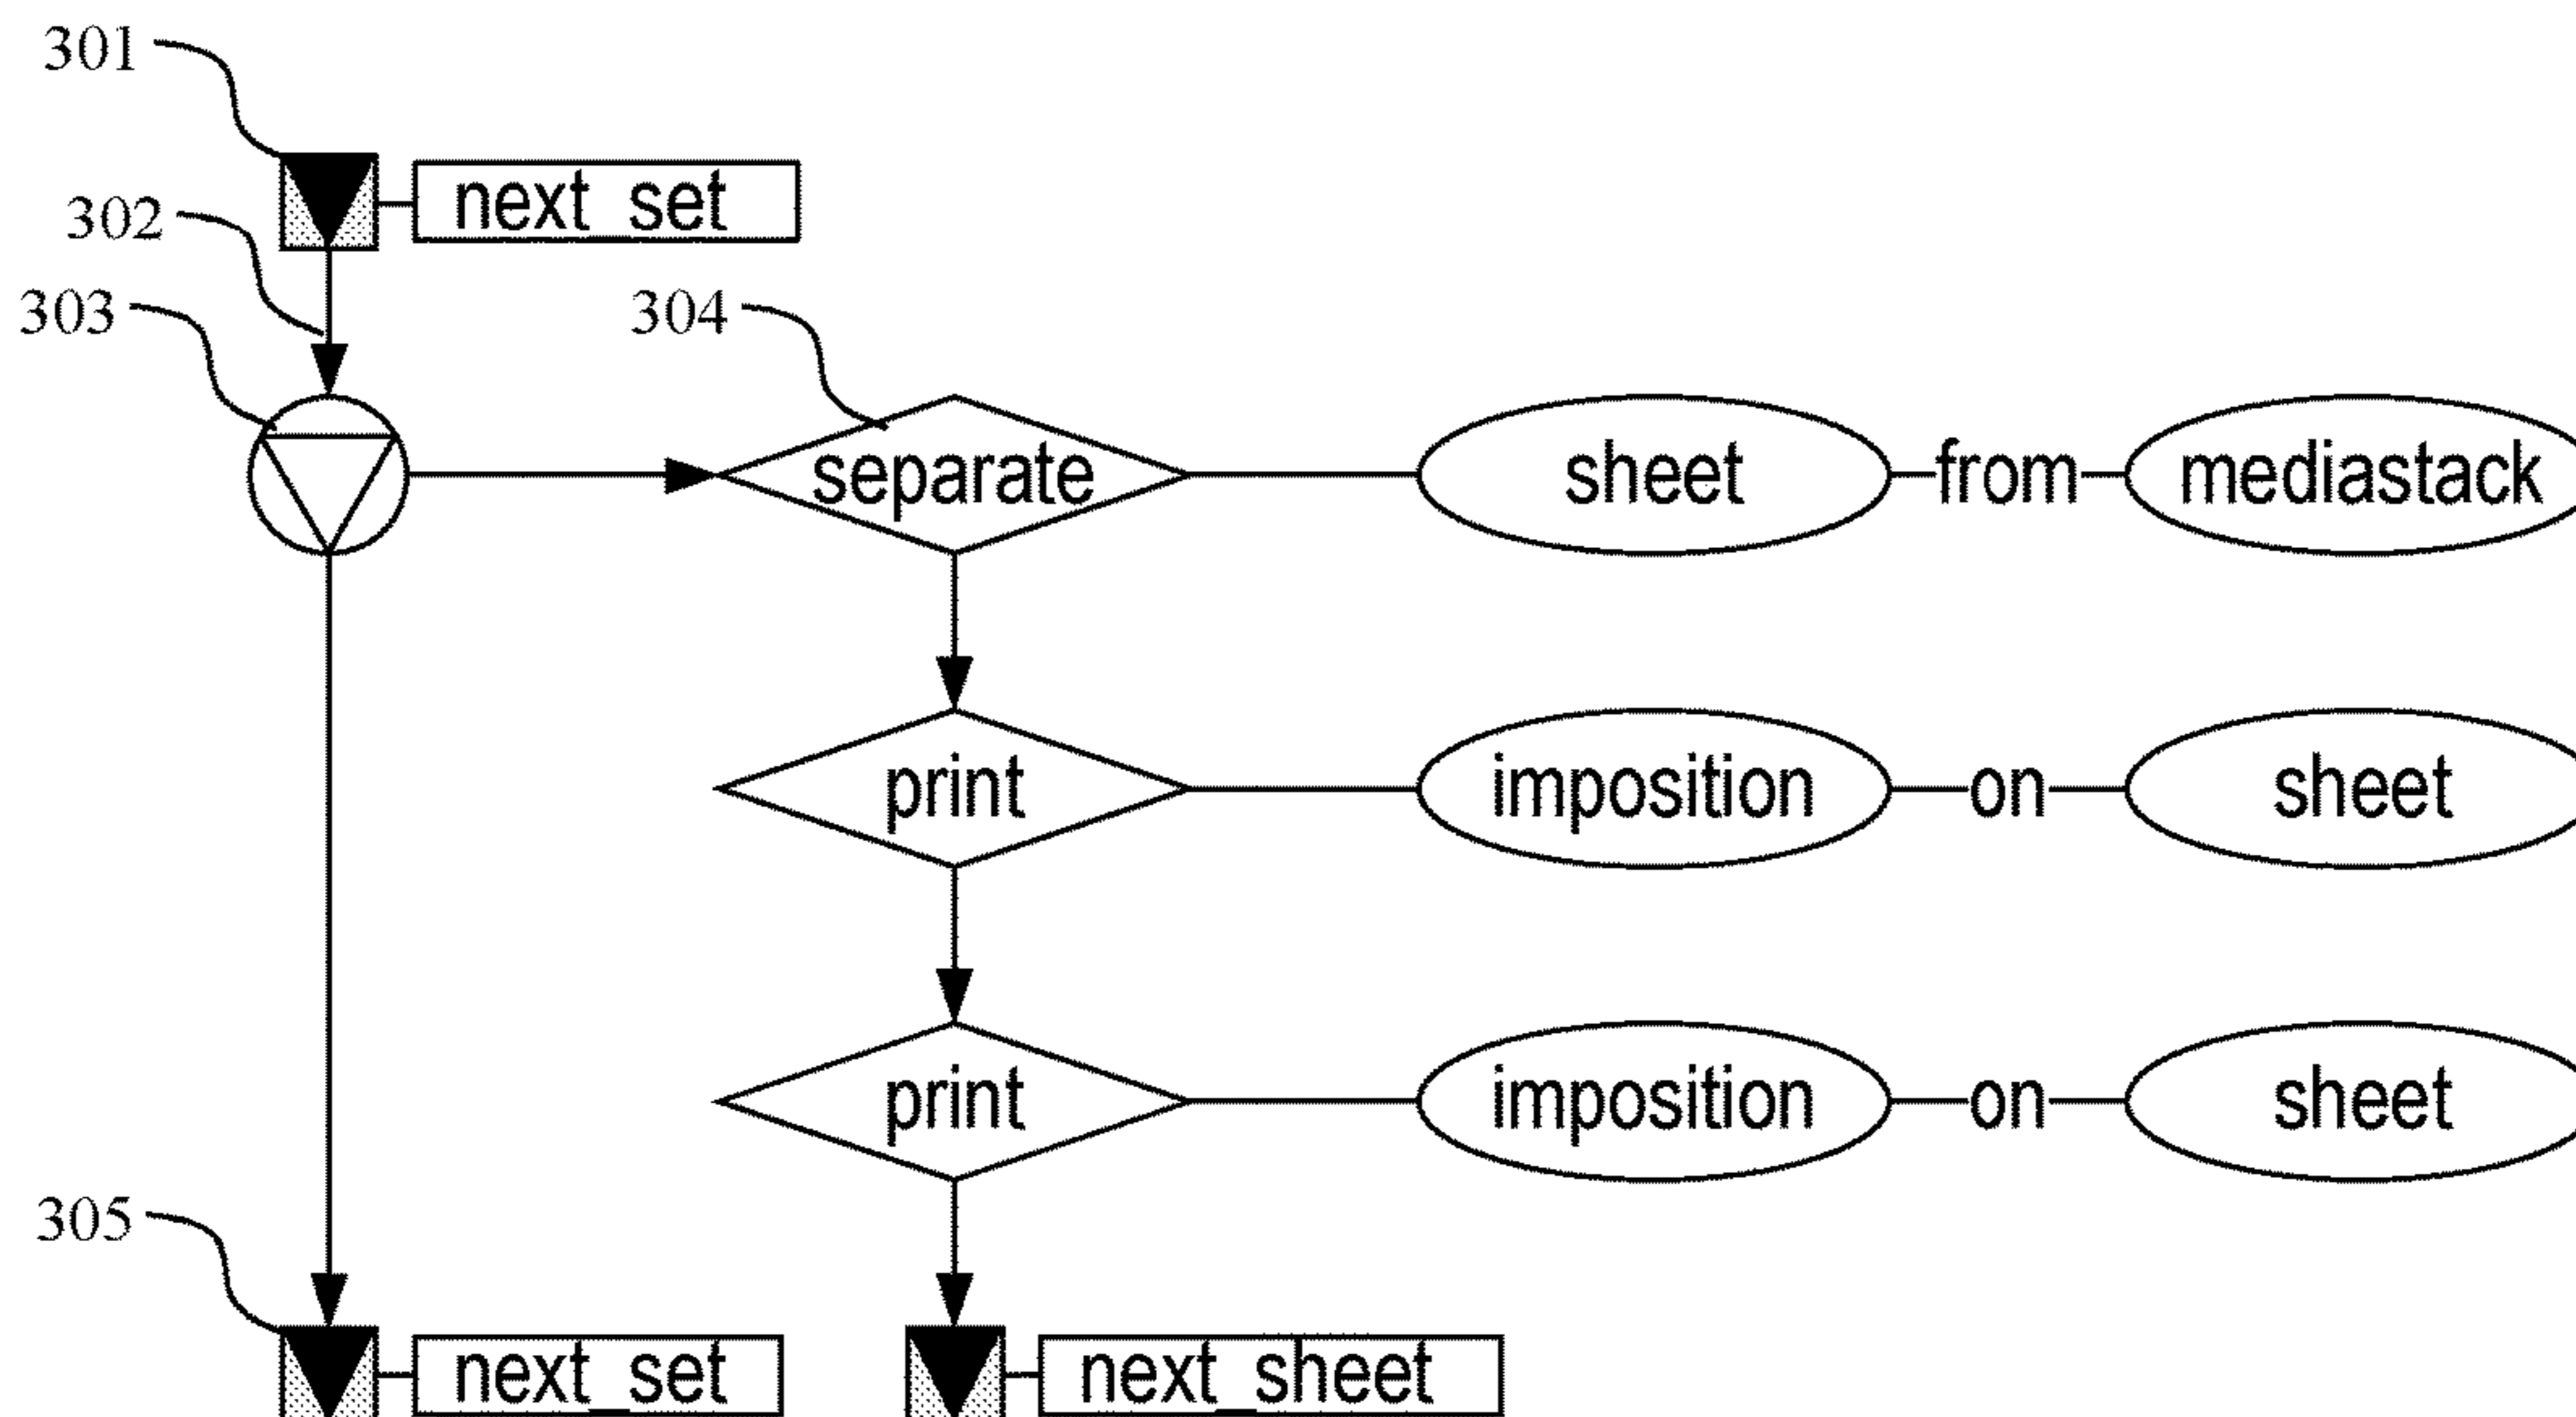 301
next_set
302
303
304
separate sheet from mediastack
print imposition on sheet
print imposition on sheet
305
next_set next_sheet